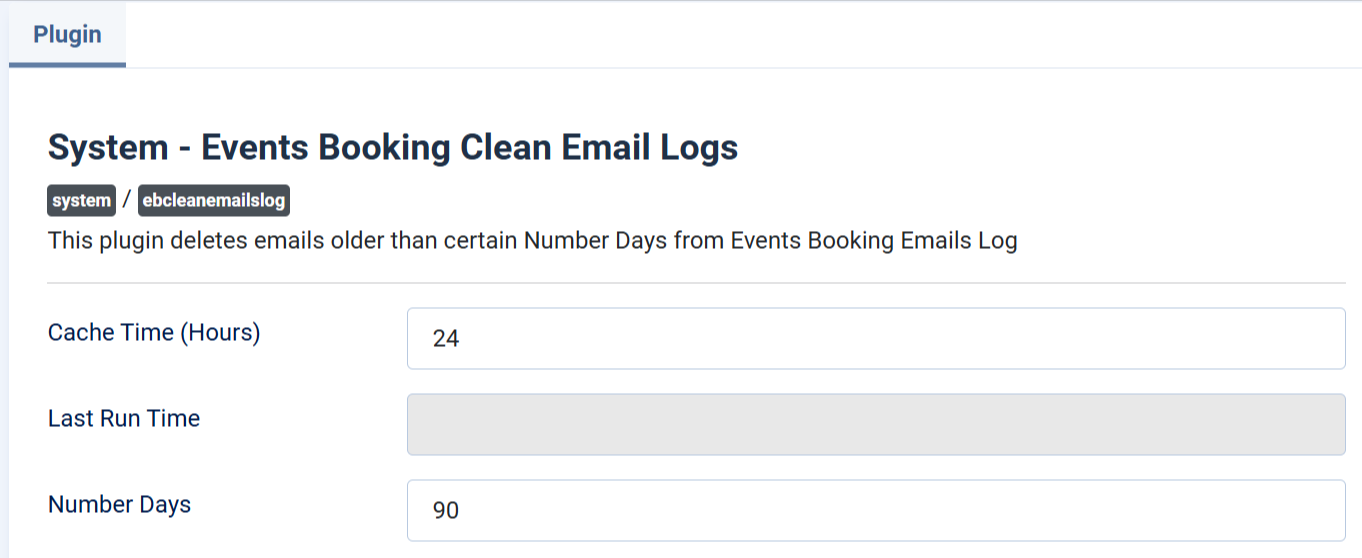 Plugin
System - Events Booking Clean Email Logs
system / ebcleanemailslog
This plugin deletes emails older than certain Number Days from Events Booking Emails Log
Cache Time (Hours) 24
Last Run Time
Number Days 90